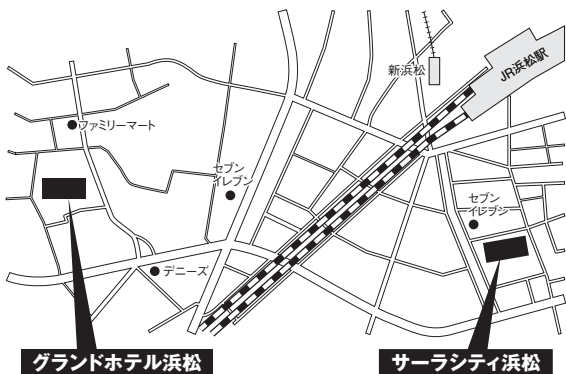 JR浜松駅
新浜松
ファミリーマート
セブン
イレブン
セブン
イレブン
デニーズ
グランドホテル浜松
サーラシティ浜松